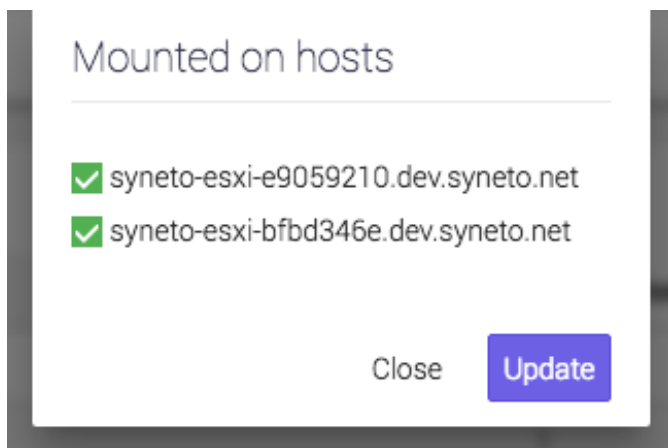 Mounted on hosts
syneto-esxi-e9059210.dev.syneto.net
syneto-esxi-bfbd346e.dev.syneto.net
Close
Update